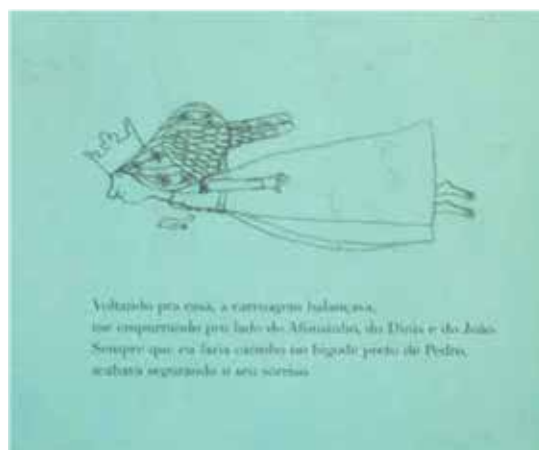 Voltando pra casa, a carruagem balançava,
me empurrando pro lado do Afonsinho, do Dinis e do João.
Sempre que eu faria carinho no bigode preto de Pedro,
acabava segurando o seu sorriso.